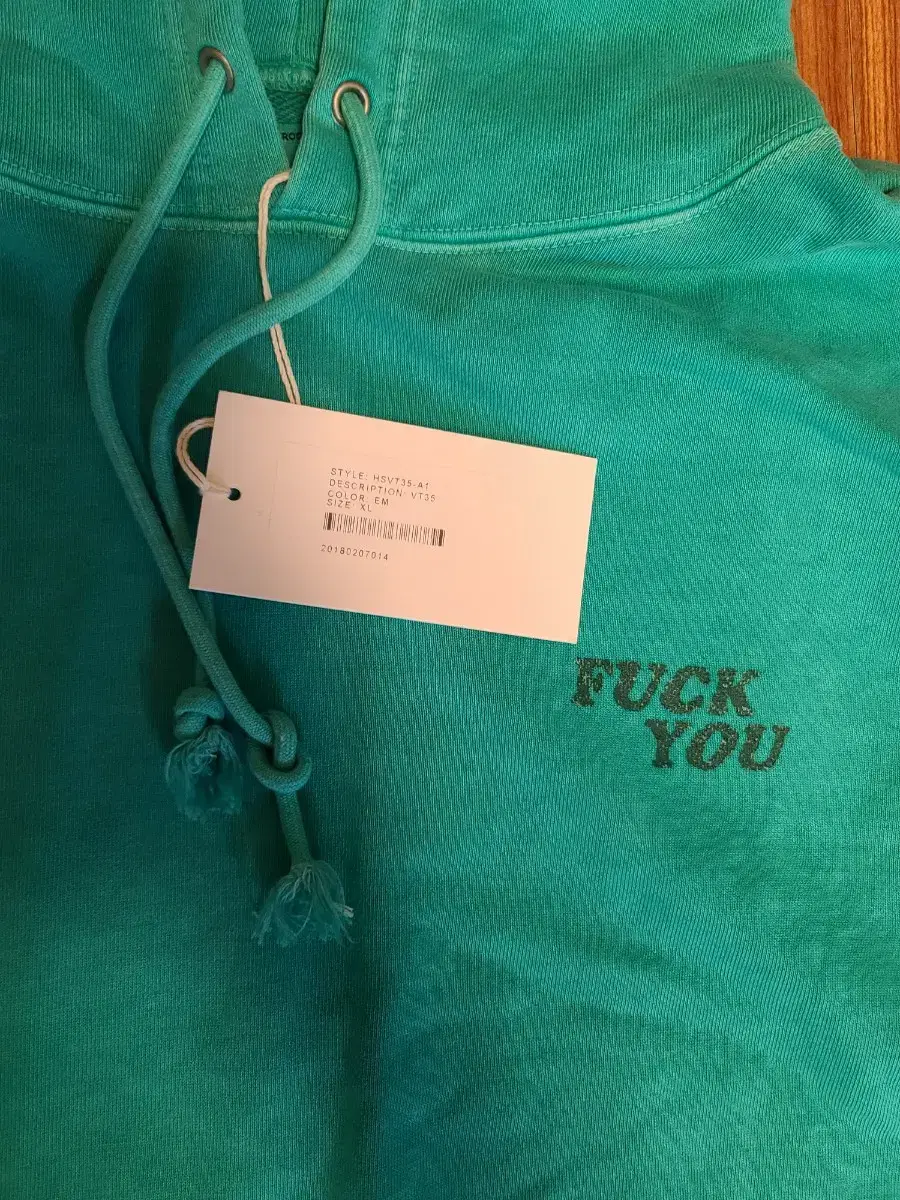 STYLE: HSVT35-A1
DESCRIPTION: VT35
COLOR: EM
SIZE: XL
20180207014
FUCK
YOU